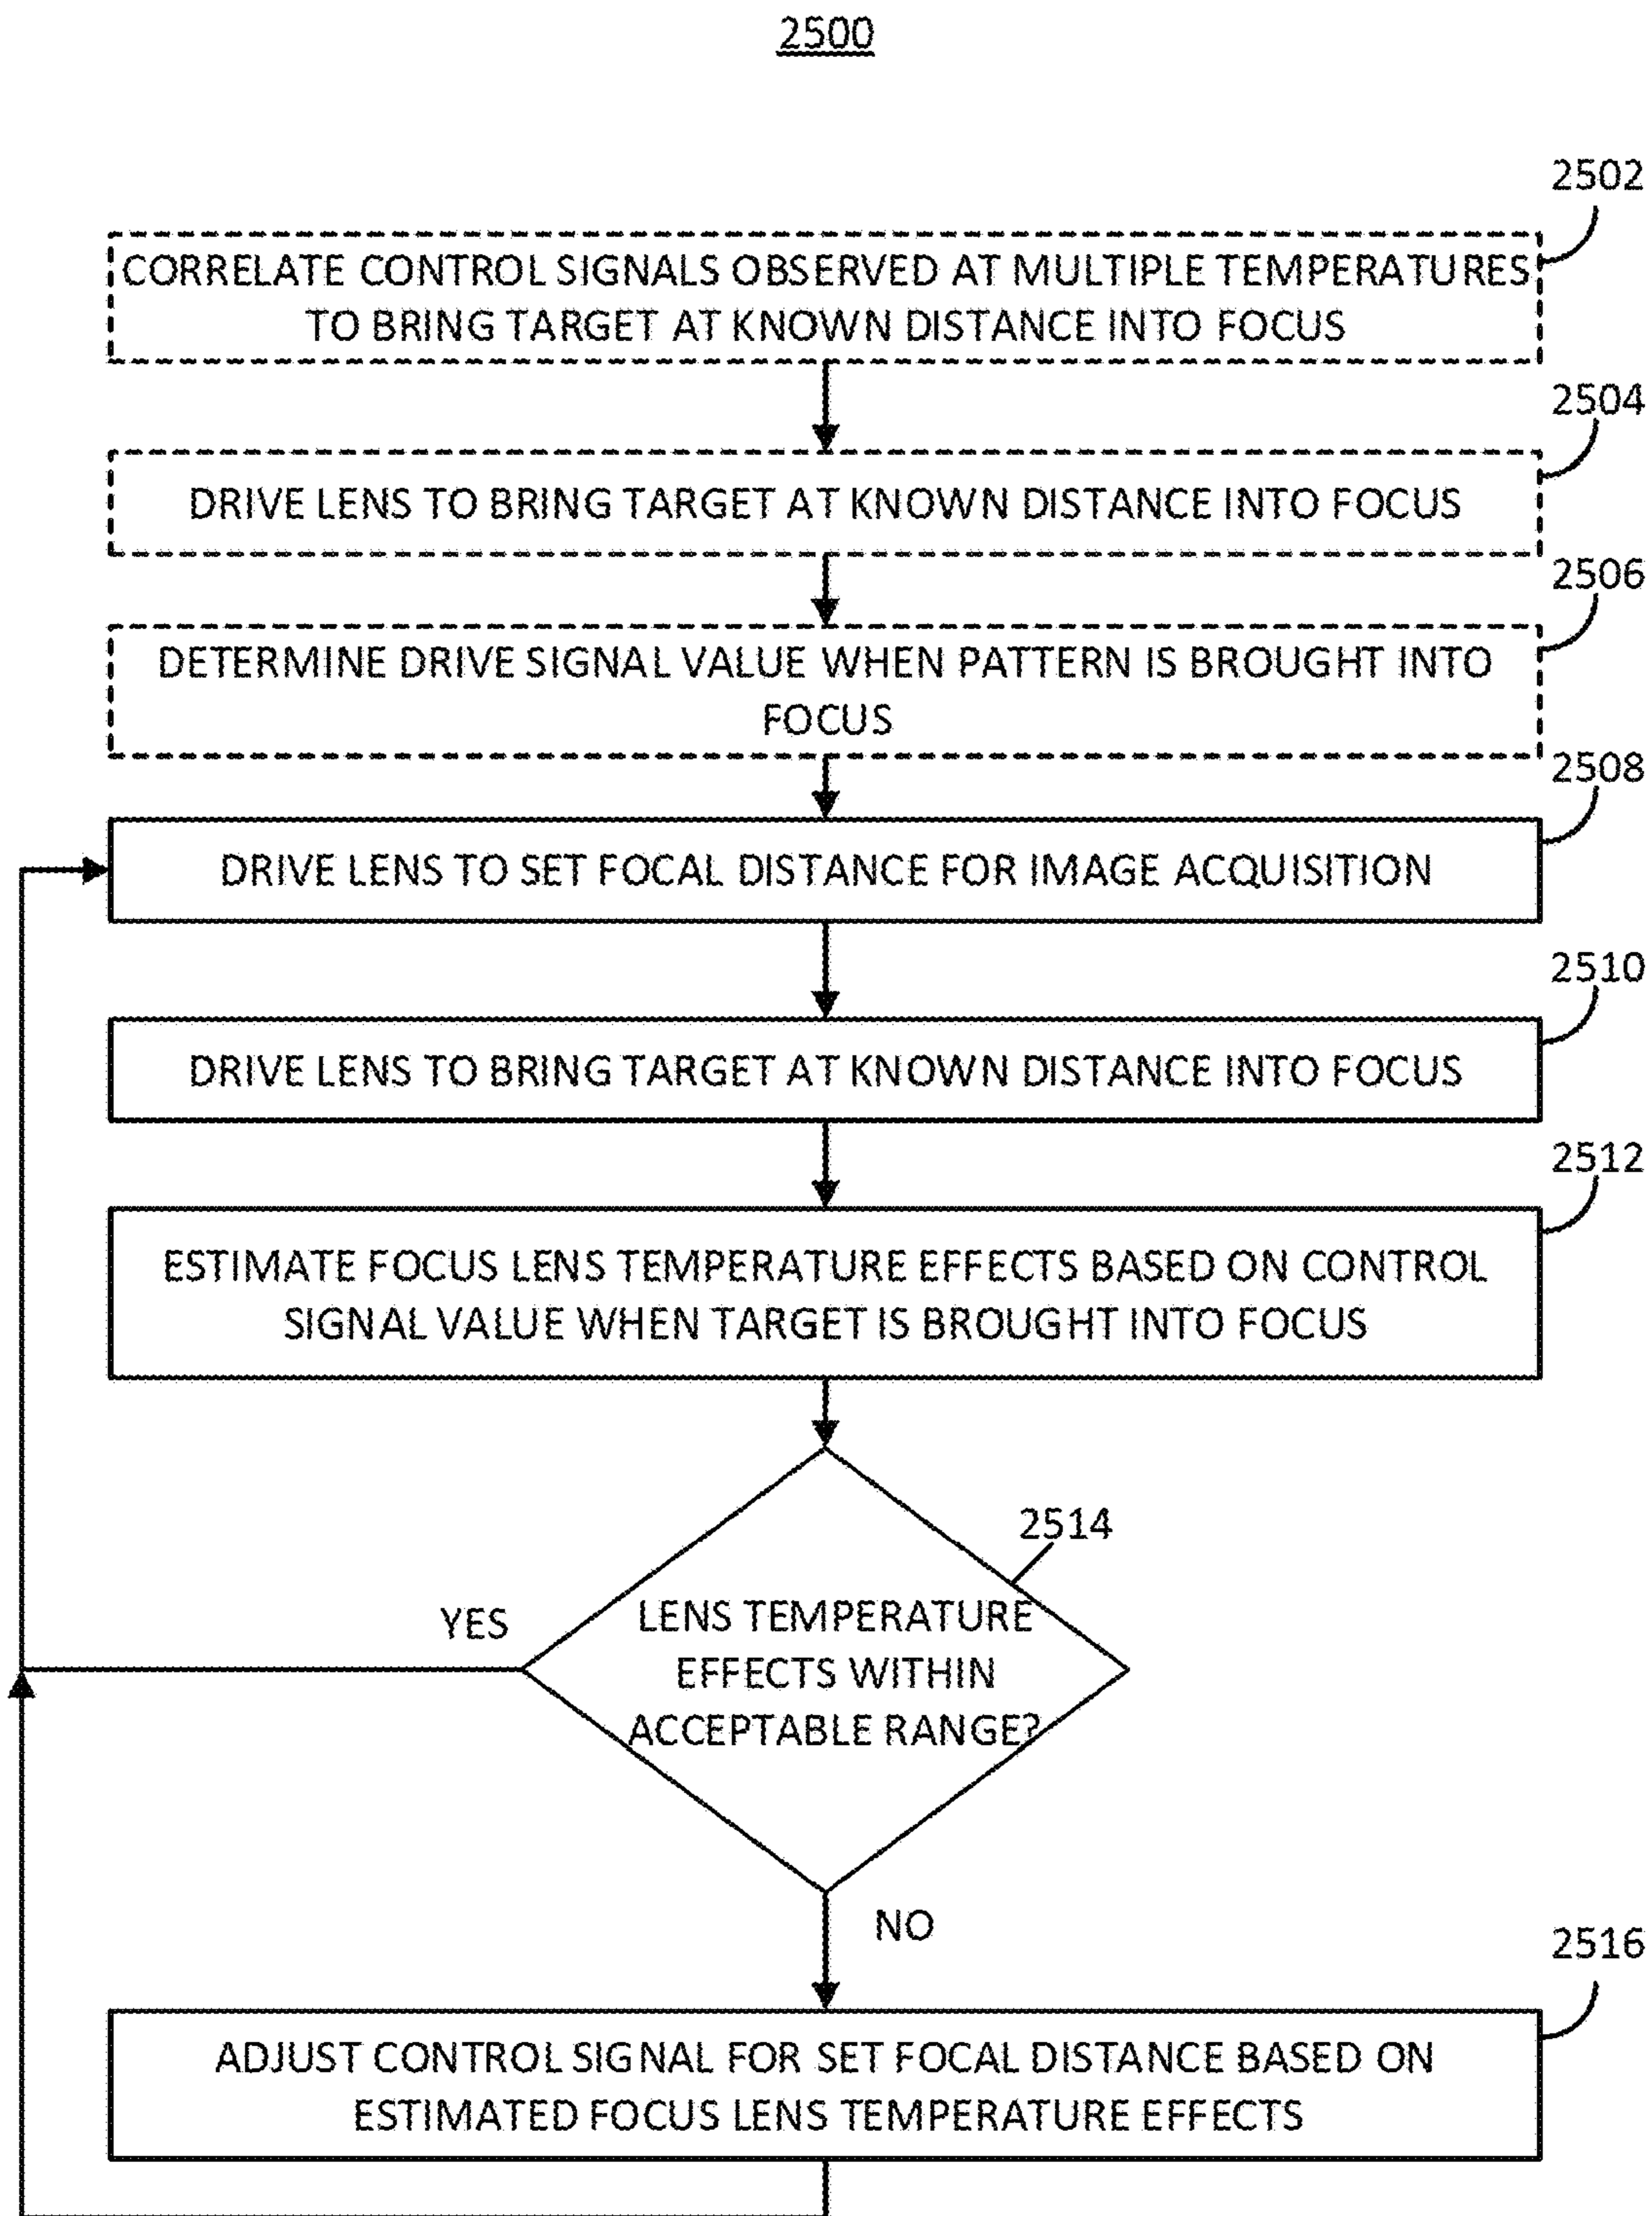 2500
2502
CORRELATE CONTROL SIGNALS OBSERVED AT MULTIPLE TEMPERATURES
TO BRING TARGET AT KNOWN DISTANCE INTO FOCUS
2504
DRIVE LENS TO BRING TARGET AT KNOWN DISTANCE INTO FOCUS
2506
DETERMINE DRIVE SIGNAL VALUE WHEN PATTERN IS BROUGHT INTO
FOCUS
2508
DRIVE LENS TO SET FOCAL DISTANCE FOR IMAGE ACQUISITION
2510
DRIVE LENS TO BRING TARGET AT KNOWN DISTANCE INTO FOCUS
2512
ESTIMATE FOCUS LENS TEMPERATURE EFFECTS BASED ON CONTROL
SIGNAL VALUE WHEN TARGET IS BROUGHT INTO FOCUS
2514
YES
LENS TEMPERATURE
EFFECTS WITHIN
ACCEPTABLE RANGE?
NO
2516
ADJUST CONTROL SIGNAL FOR SET FOCAL DISTANCE BASED ON
ESTIMATED FOCUS LENS TEMPERATURE EFFECTS